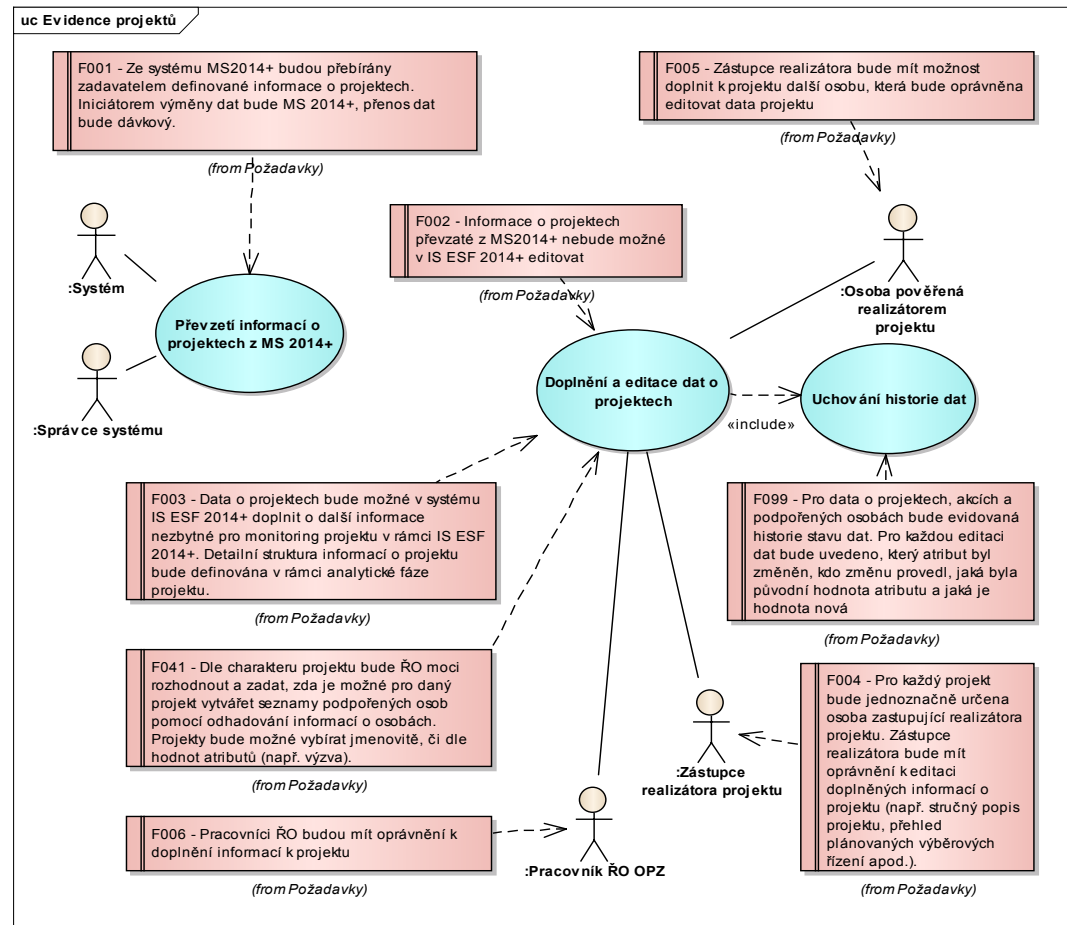 uc Evidence projektů
F001 - Ze systému MS2014+ budou přebírány
zadavatelem definované informace o projektech.
Iniciátorem výměny dat bude MS 2014+, přenos dat
bude dávkový.
(from Požadavky)
F005 - Zástupce realizátora bude mít možnost
doplnit k projektu další osobu, která bude oprávněna
editovat data projektu
(from Požadavky)
F002 - Informace o projektech
převzaté z MS2014+ nebude možné
v IS ESF 2014+ editovat
(from Požadavky)
:Systém
:Osoba pověřená
realizátorem
projektu
Převzetí informací o
projektech z MS 2014+
:Správce systému
Doplnění a editace dat o
projektech
«include»
Uchování historie dat
F003 - Data o projektech bude možné v systému
IS ESF 2014+ doplnit o další informace
nezbytné pro monitoring projektu v rámci IS ESF
2014+. Detailní struktura informací o projektu
bude definována v rámci analytické fáze
projektu.
(from Požadavky)
F099 - Pro data o projektech, akcích a
podpořených osobách bude evidovaná
historie stavu dat. Pro každou editaci
dat bude uvedeno, který atribut byl
změněn, kdo změnu provedl, jaká byla
původní hodnota atributu a jaká je
hodnota nová
(from Požadavky)
F041 - Dle charakteru projektu bude ŘO moci
rozhodnout a zadat, zda je možné pro daný
projekt vytvářet seznamy podpořených osob
pomocí odhadování informací o osobách.
Projekty bude možné vybírat jmenovitě, či dle
hodnot atributů (např. výzva).
(from Požadavky)
:Zástupce
realizátora projektu
F004 - Pro každý projekt
bude jednoznačně určena
osoba zastupující realizátora
projektu. Zástupce
realizátora bude mít
oprávnění k editaci
doplněných informací o
projektu (např. stručný popis
projektu, přehled
plánovaných výběrových
řízení apod.).
(from Požadavky)
F006 - Pracovníci ŘO budou mít oprávnění k
doplnění informací k projektu
(from Požadavky)
:Pracovník ŘO OPZ